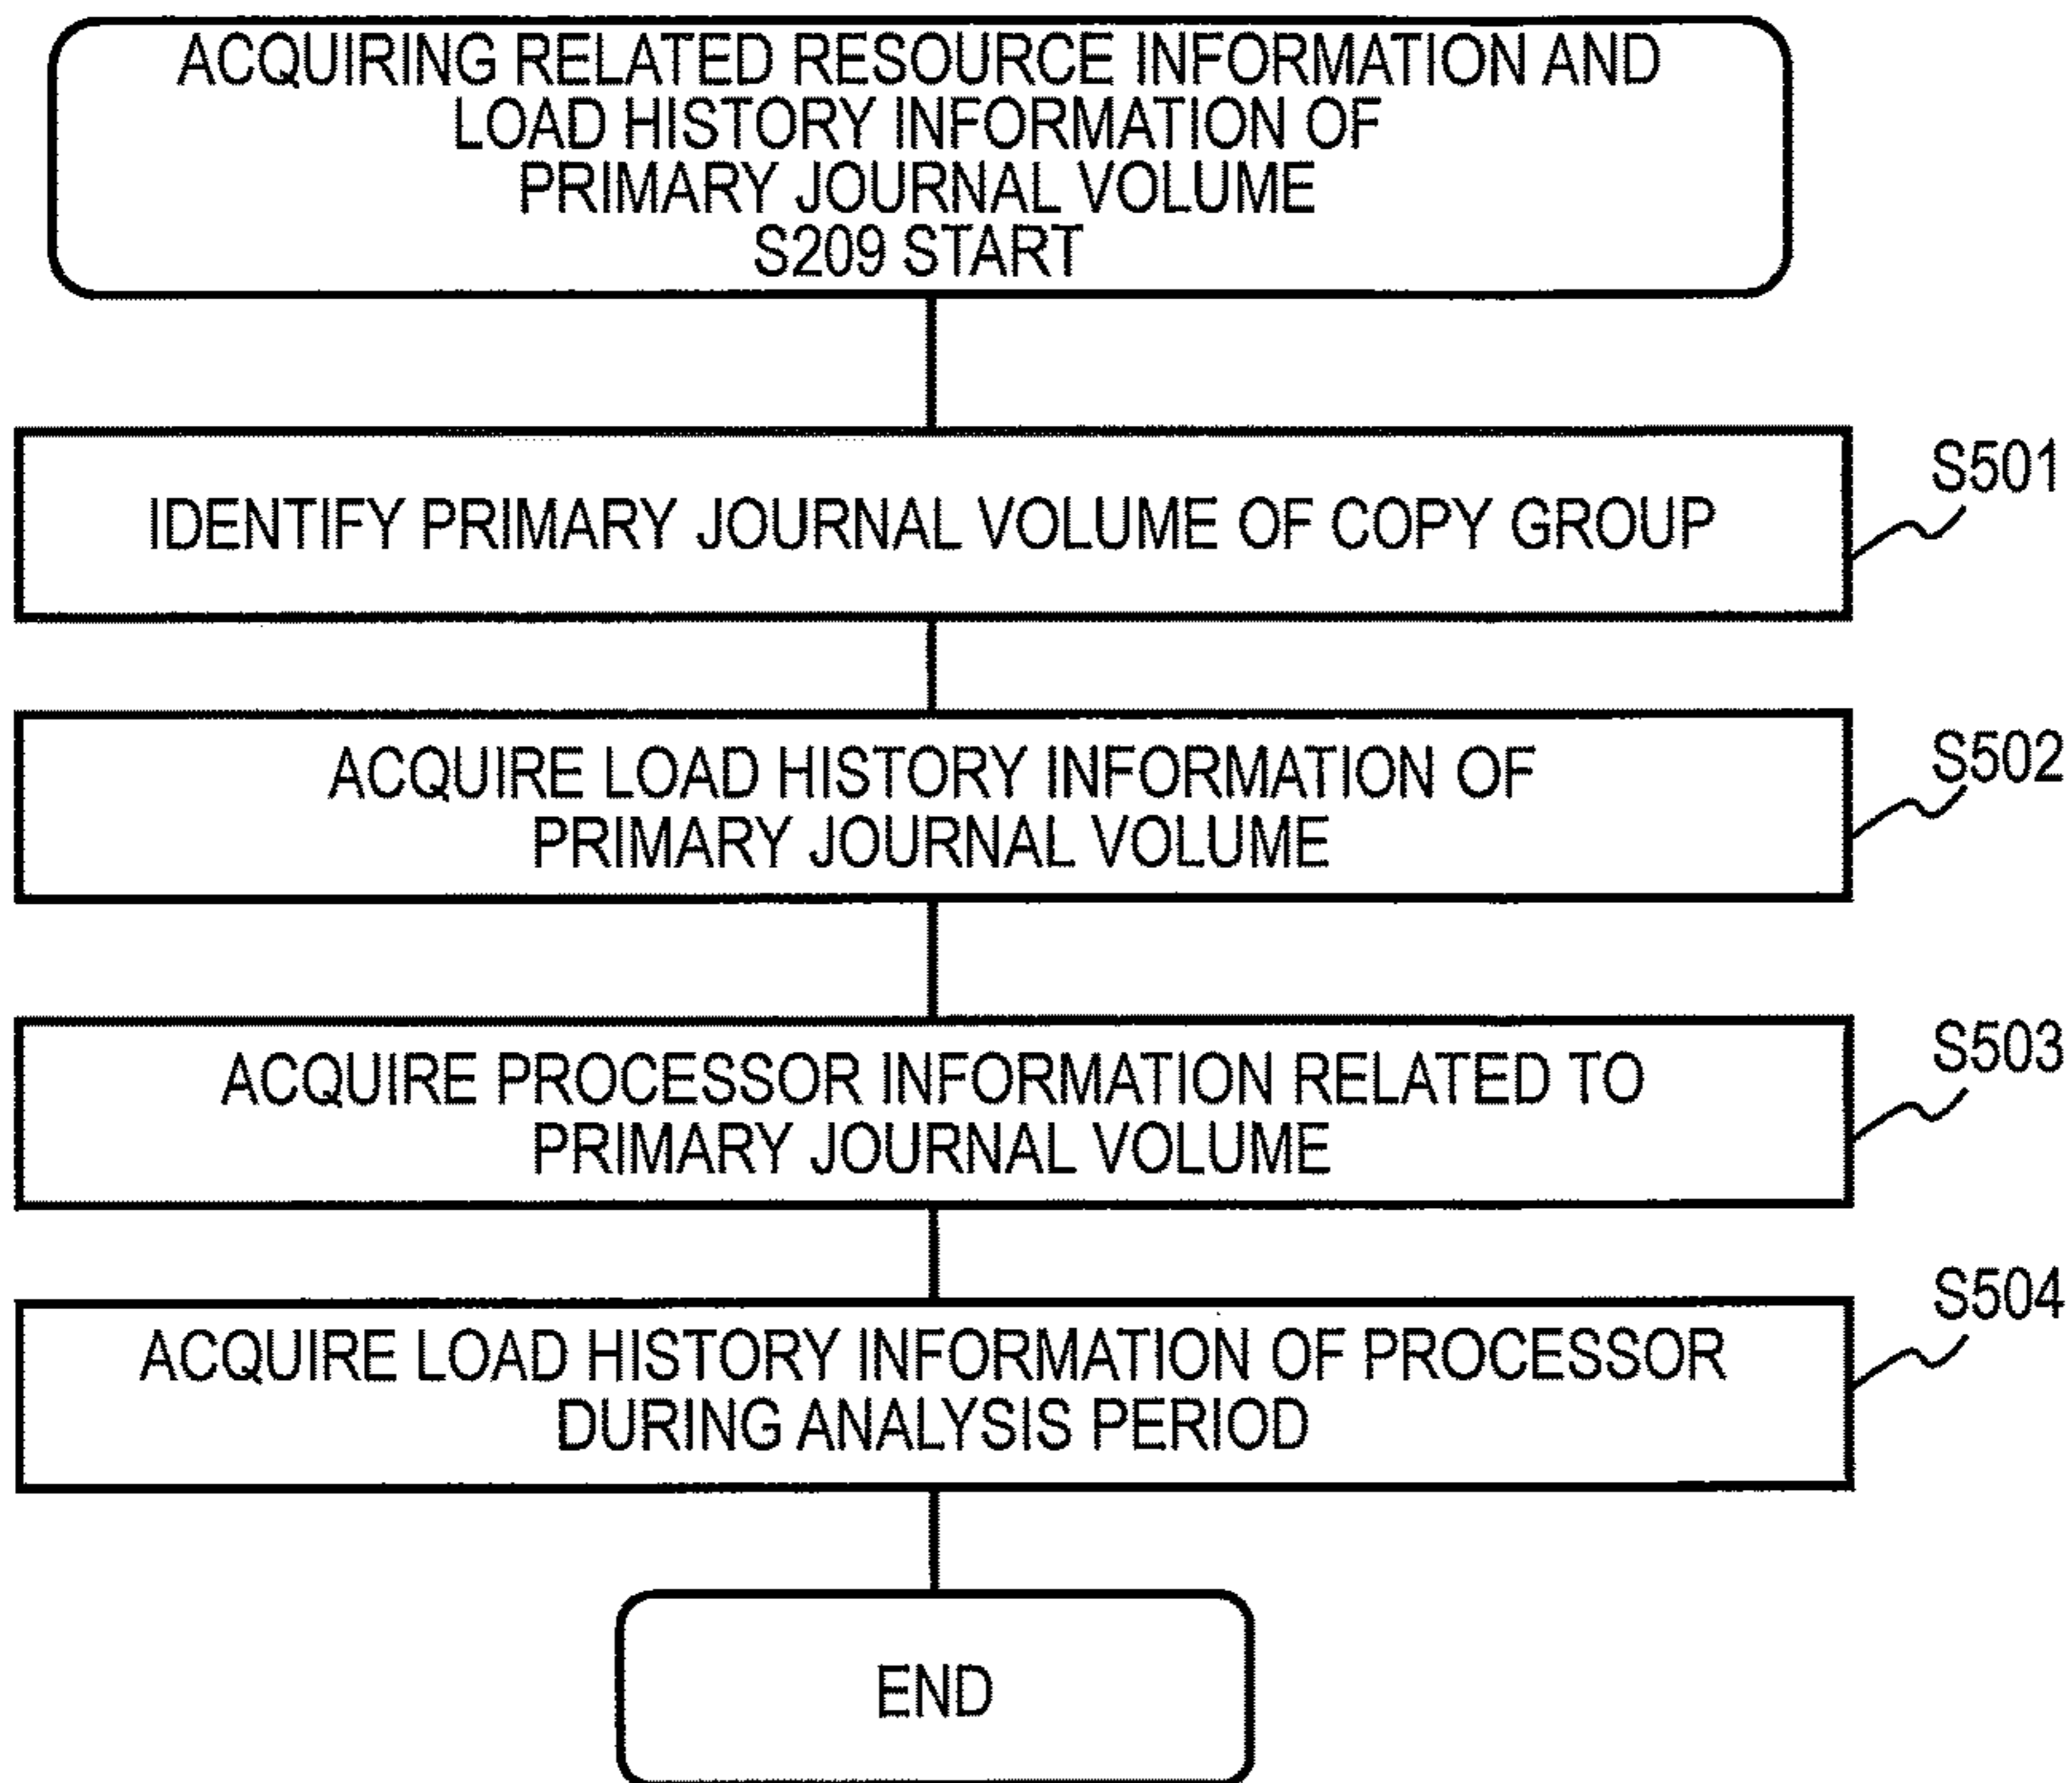 ACQUIRING RELATED RESOURCE INFORMATION AND
LOAD HISTORY INFORMATION OF
PRIMARY JOURNAL VOLUME
S209 START
S501
IDENTIFY PRIMARY JOURNAL VOLUME OF COPY GROUP
S502
ACQUIRE LOAD HISTORY INFORMATION OF
PRIMARY JOURNAL VOLUME
S503
ACQUIRE PROCESSOR INFORMATION RELATED TO
PRIMARY JOURNAL VOLUME
S504
ACQUIRE LOAD HISTORY INFORMATION OF PROCESSOR
DURING ANALYSIS PERIOD
END